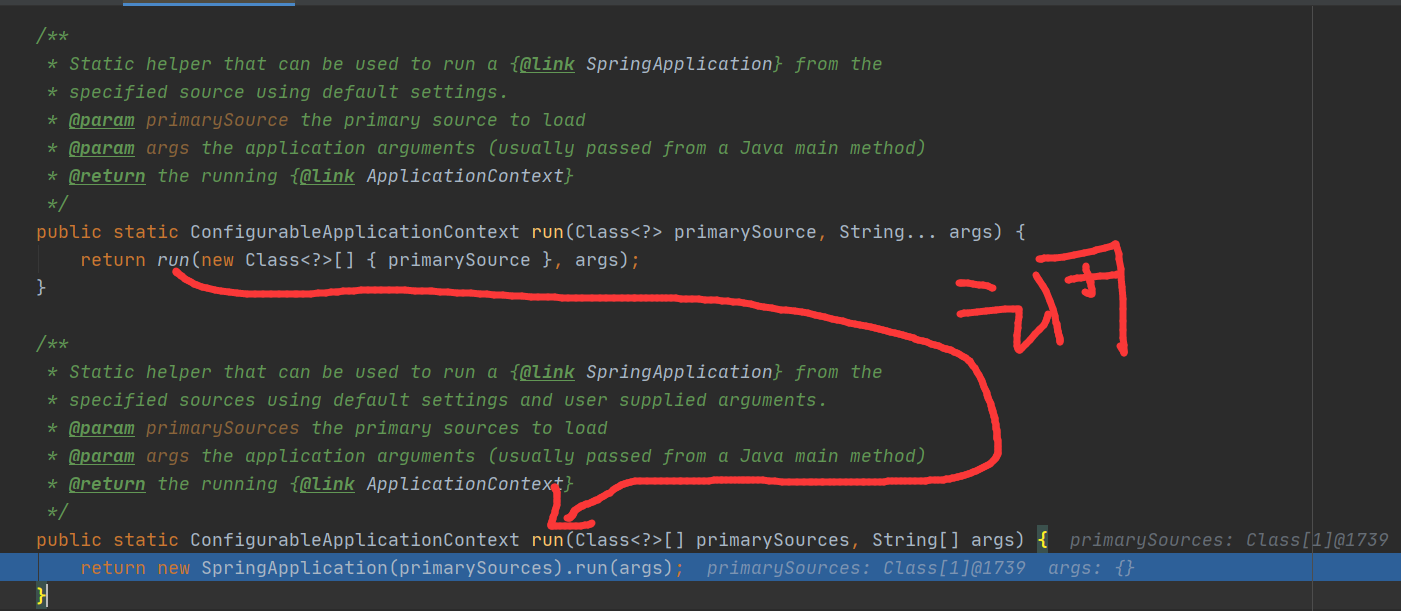 /**
 * Static helper that can be used to run a {@link SpringApplication} from the
 * specified source using default settings.
 * @param primarySource the primary source to load
 * @param args the application arguments (usually passed from a Java main method)
 * @return the running {@link ApplicationContext}
 */
public static ConfigurableApplicationContext run(Class<?> primarySource, String... args) {
    return run(new Class<?>[] { primarySource }, args);
}
/**
 * Static helper that can be used to run a {@link SpringApplication} from the
 * specified sources using default settings and user supplied arguments.
 * @param primarySources the primary sources to load
 * @param args the application arguments (usually passed from a Java main method)
 * @return the running {@link ApplicationContext}
 */
public static ConfigurableApplicationContext run(Class<?>[] primarySources, String[] args) { primarySources: Class[1]@1739
    return new SpringApplication(primarySources).run(args); primarySources: Class[1]@1739 args: {}
}